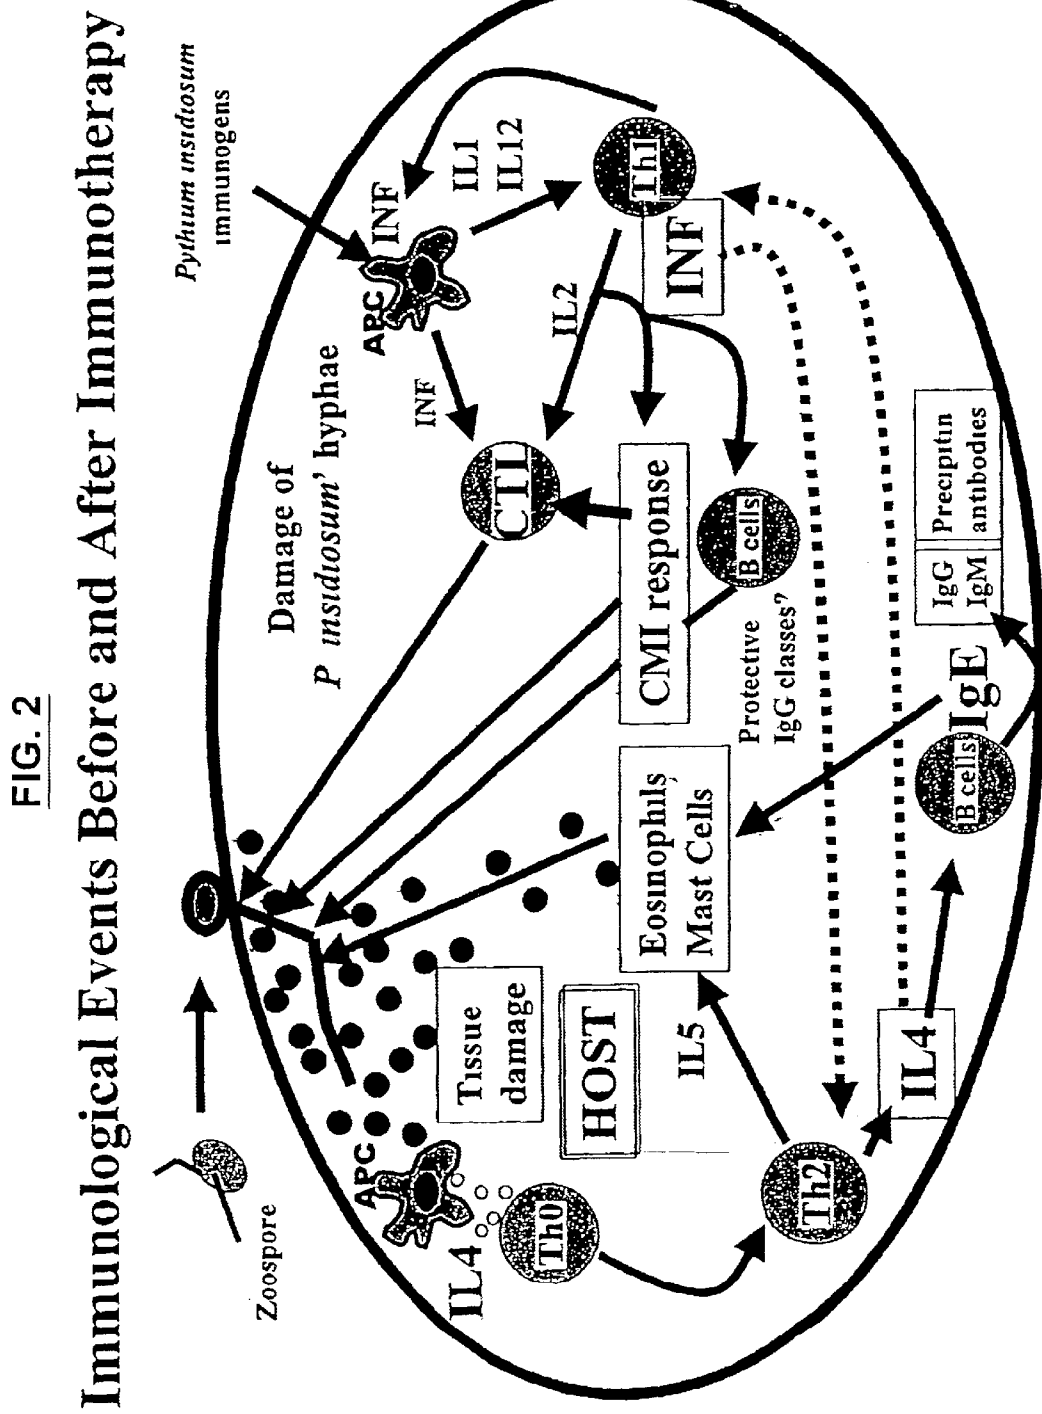 FIG. 2
Immunological Events Before and After Immunotherapy
Zoospore
Pythium insidiosum
immunogens
Damage of
P insidiosum' hyphae
APC
IL4
Th0
Tissue
damage
HOST
Th2
IL5
Eosinophils,
Mast Cells
IL4
B cells
IgE
IgG
IgM
Precipitin
antibodies
Protective
IgG classes?
B cells
CMI response
CTL
INF
APC
INF
IL1
IL12
IL2
Th1
INF